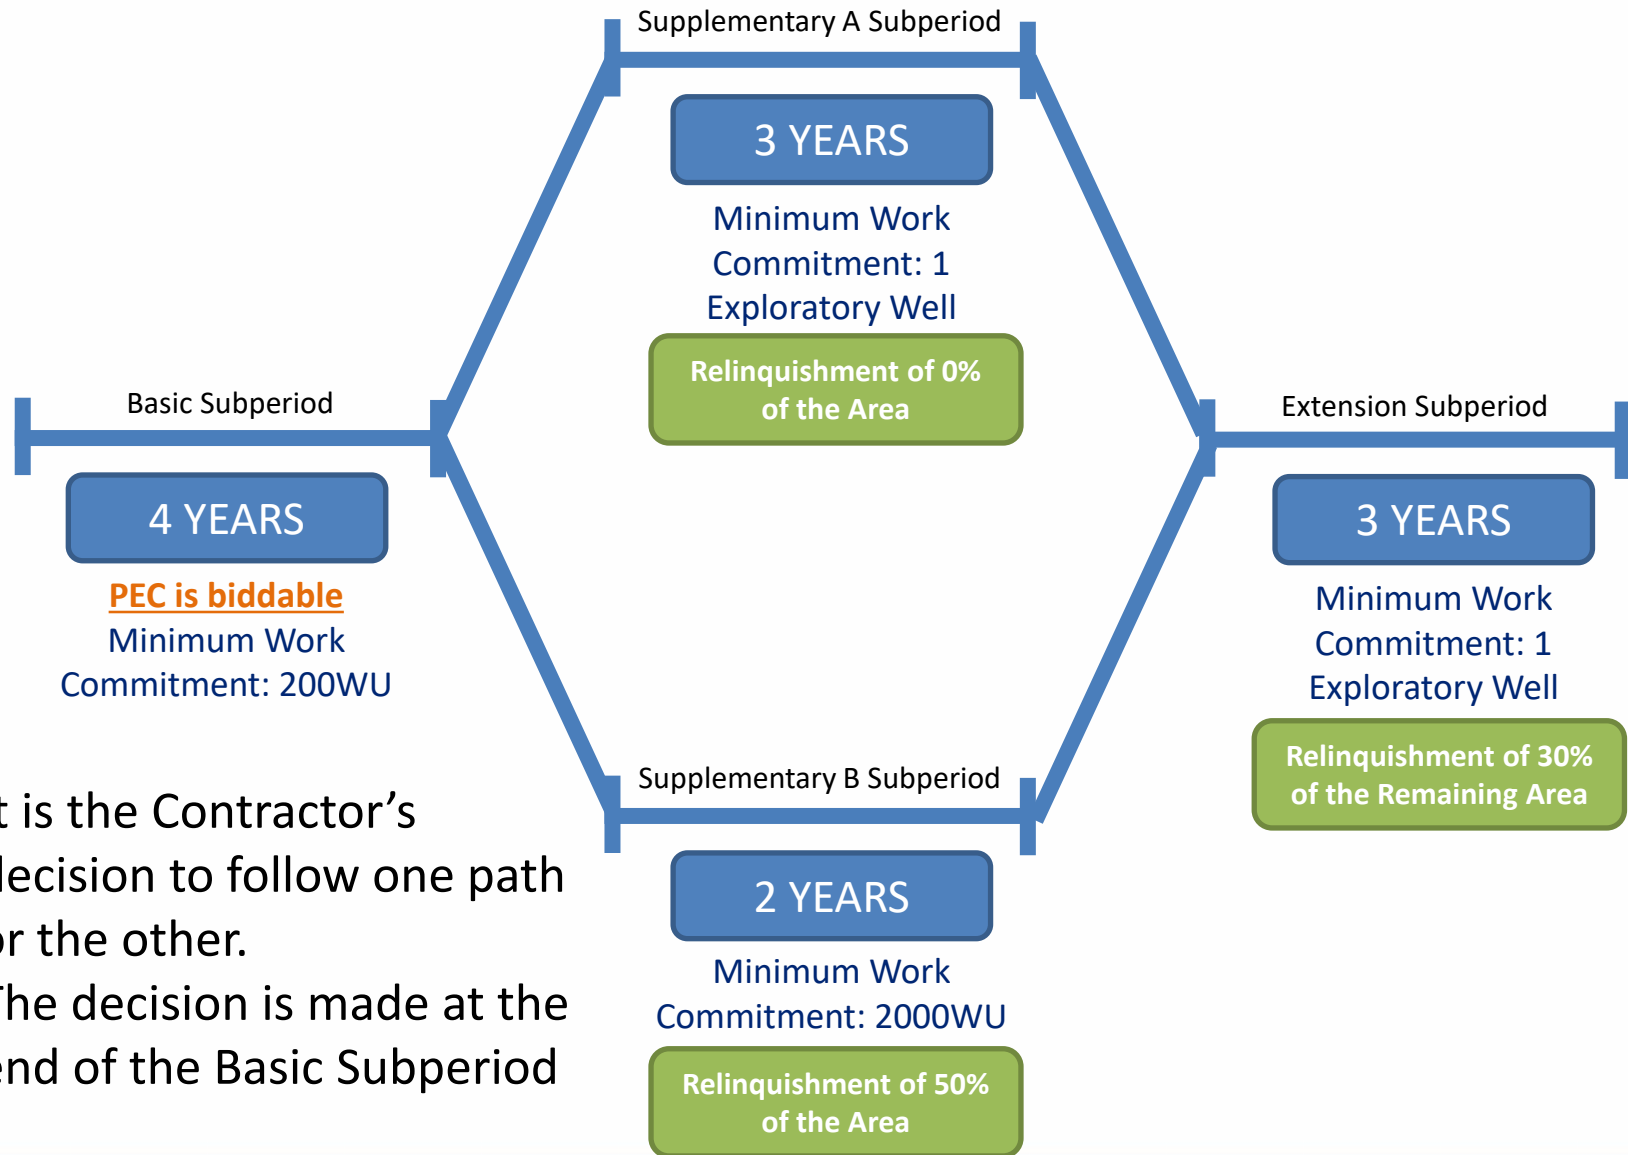 Supplementary A Subperiod
3 YEARS
Minimum Work
Commitment: 1
Exploratory Well
Relinquishment of 0%
of the Area
Basic Subperiod
4 YEARS
PEC is biddable
Minimum Work
Commitment: 200WU
Extension Subperiod
3 YEARS
Minimum Work
Commitment: 1
Exploratory Well
Relinquishment of 30%
of the Remaining Area
Supplementary B Subperiod
2 YEARS
Minimum Work
Commitment: 2000WU
Relinquishment of 50%
of the Area
t is the Contractor's
decision to follow one path
or the other.
The decision is made at the
end of the Basic Subperiod